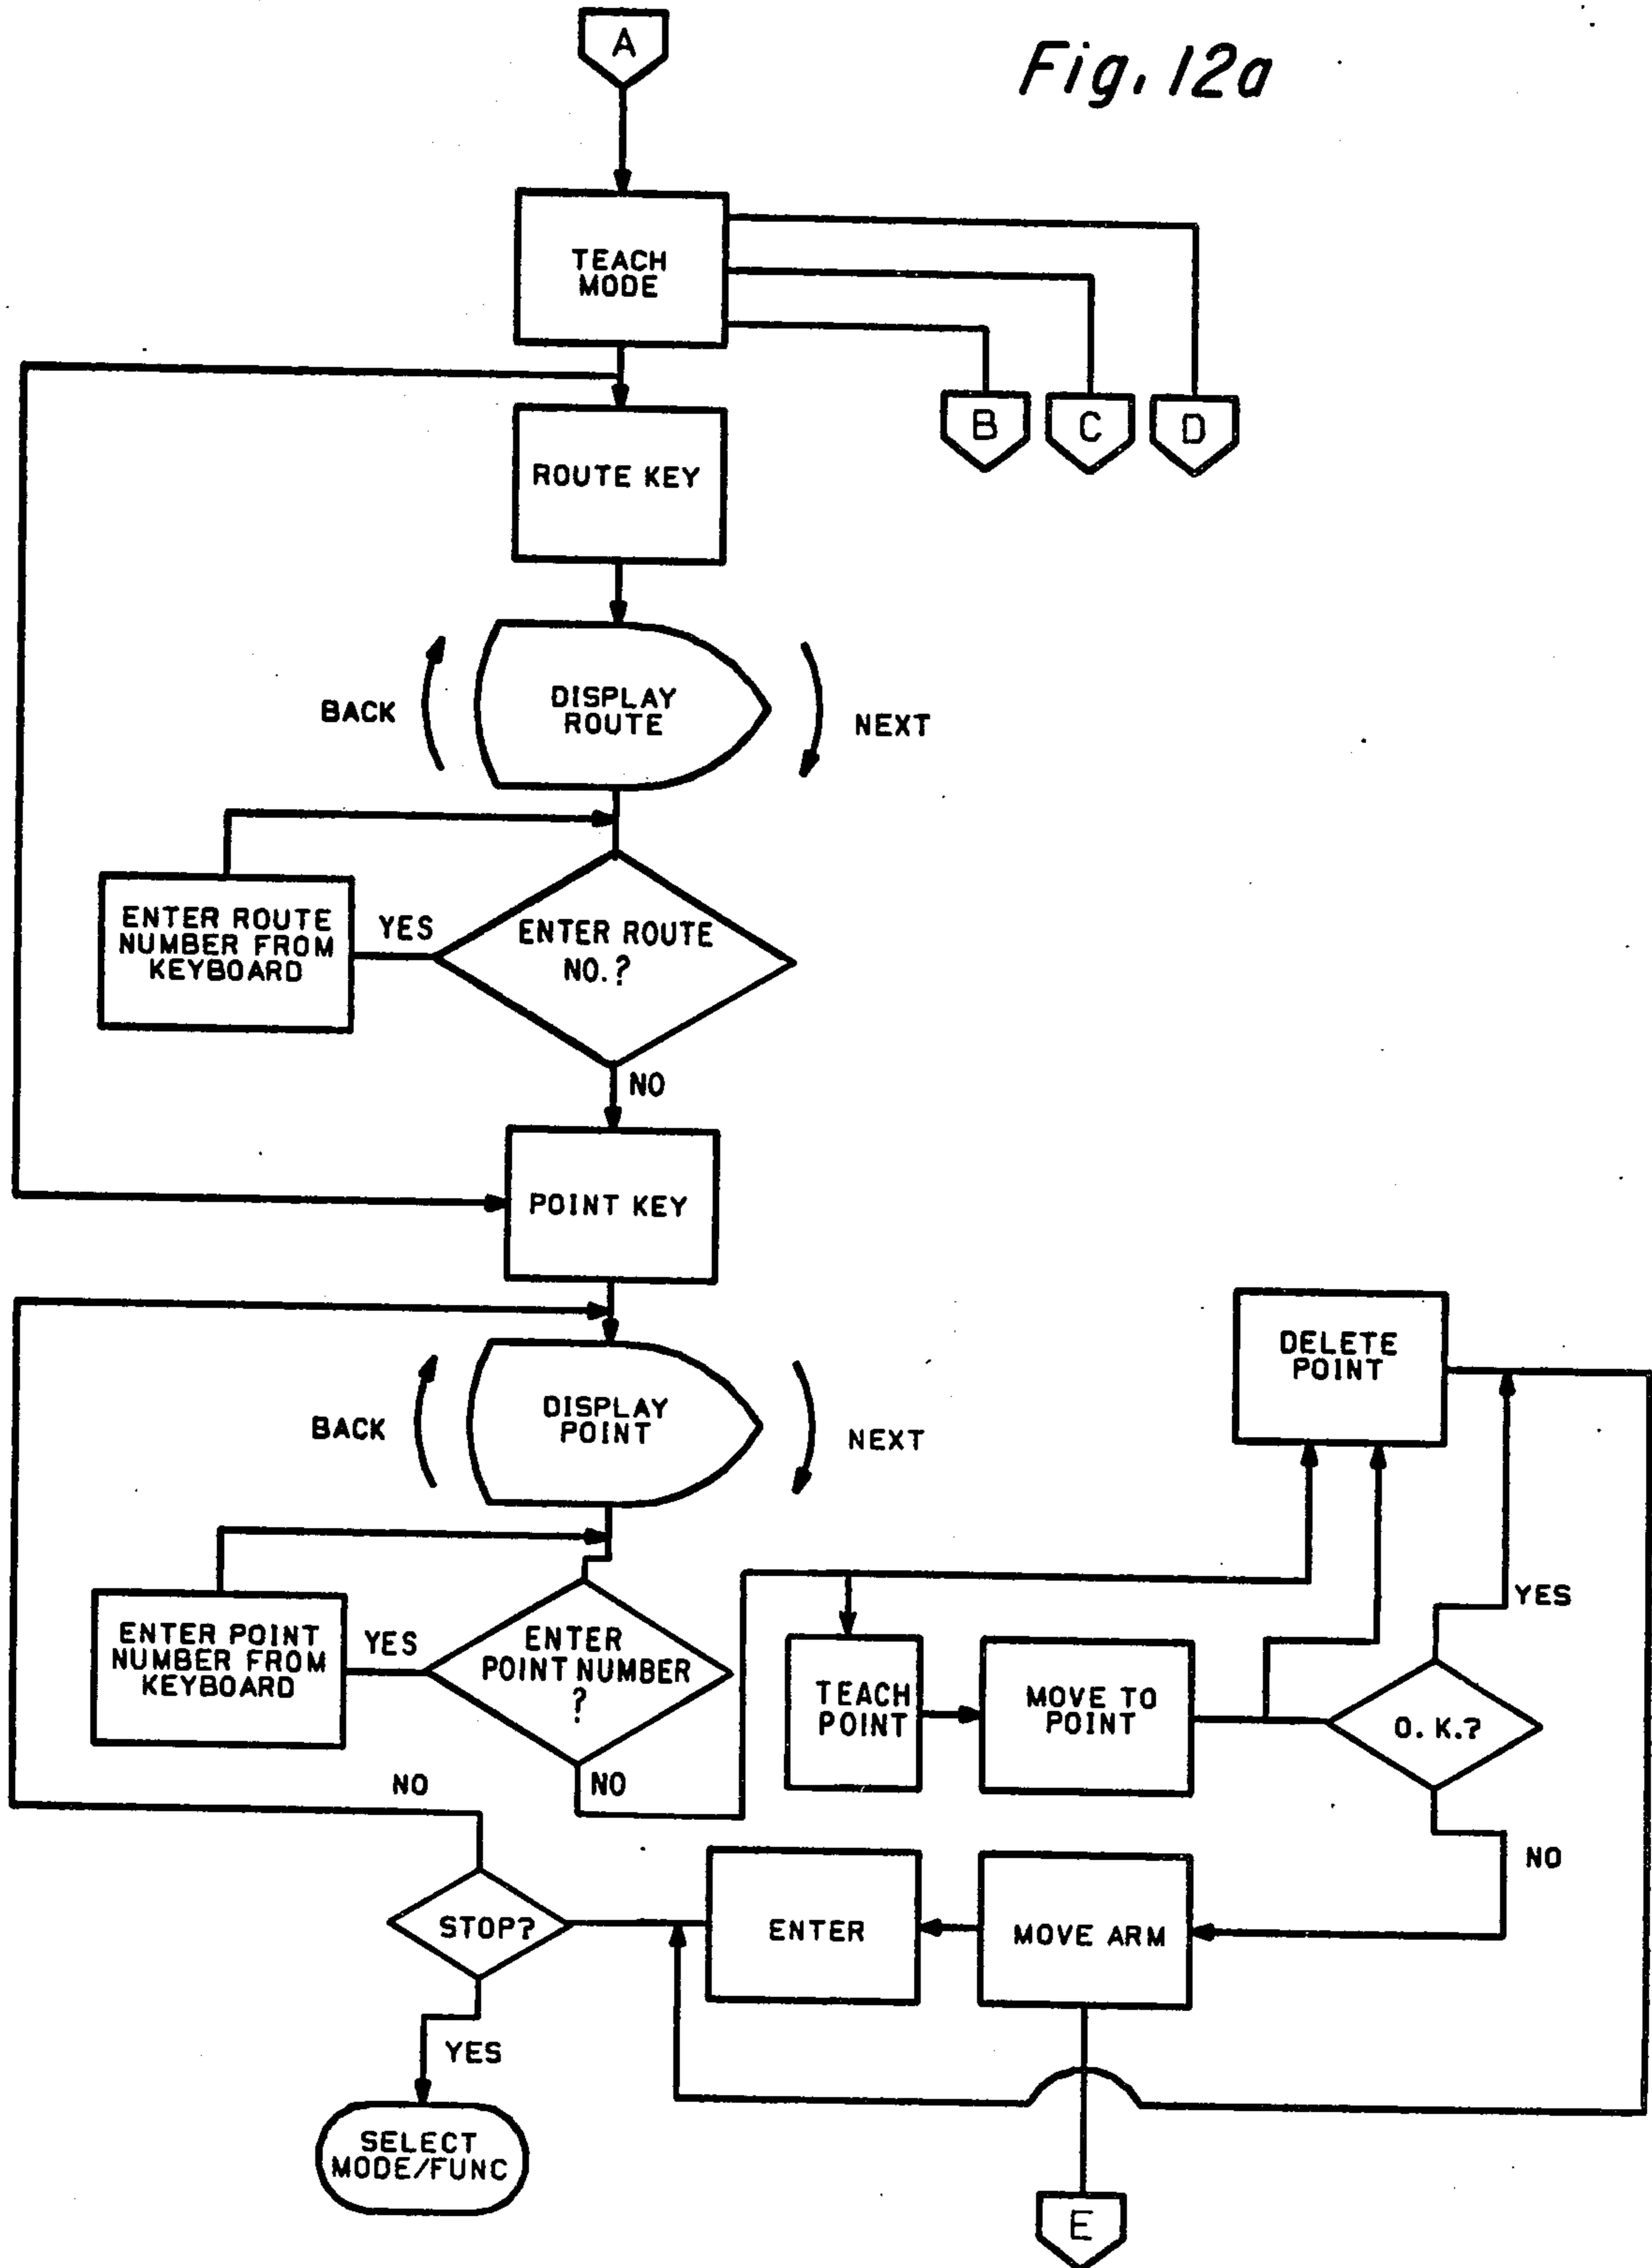 A
Fig. 12a
TEACH
MODE
B
C
D
ROUTE KEY
BACK
DISPLAY
ROUTE
NEXT
ENTER ROUTE
NUMBER FROM
KEYBOARD
YES
ENTER ROUTE
NO.?
NO
POINT KEY
DELETE
POINT
BACK
DISPLAY
POINT
NEXT
YES
ENTER POINT
NUMBER FROM
KEYBOARD
YES
ENTER
POINT NUMBER
?
TEACH
POINT
MOVE TO
POINT
O. K.?
NO
NO
NO
STOP?
ENTER
MOVE ARM
YES
SELECT
MODE/FUNC
E